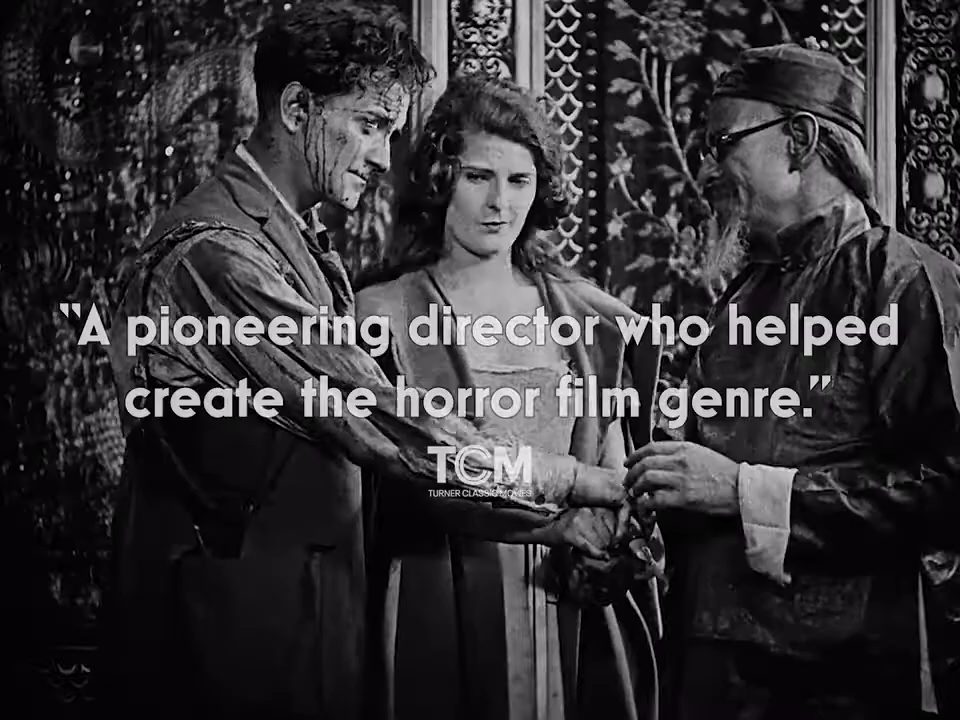 “A pioneering director who helped
create the horror film genre.”
TCM
TURNER CLASSIC MOVIES